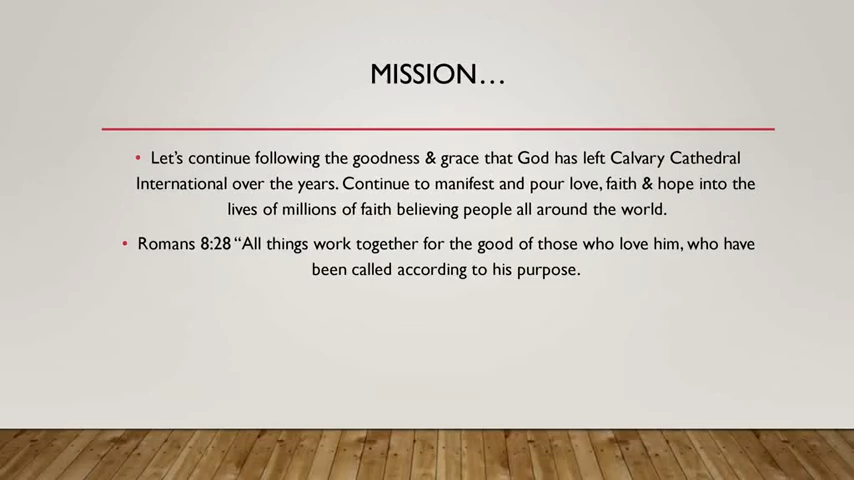 MISSION…
• Let's continue following the goodness & grace that God has left Calvary Cathedral
International over the years. Continue to manifest and pour love, faith & hope into the
lives of millions of faith believing people all around the world.
• Romans 8:28 “All things work together for the good of those who love him, who have
been called according to his purpose.